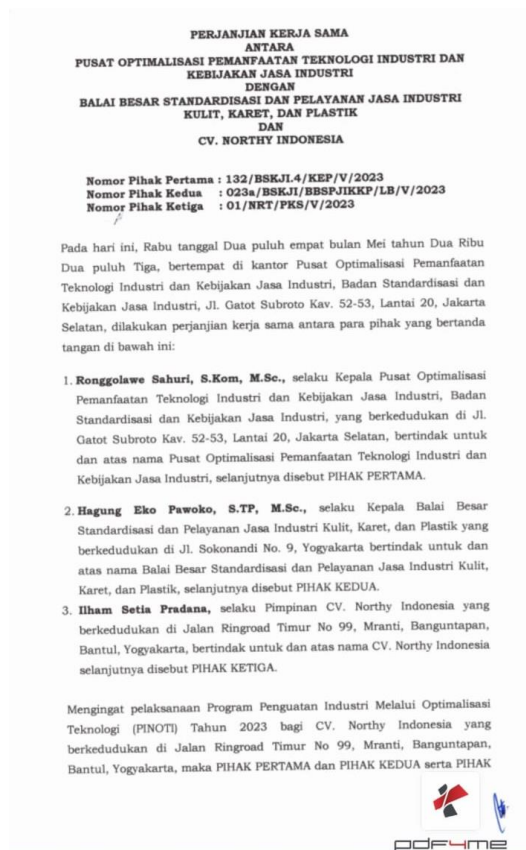 PERJANJIAN KERJA SAMA
ANTARA
PUSAT OPTIMALISASI PEMANFAATAN TEKNOLOGI INDUSTRI DAN
KEBIJAKAN JASA INDUSTRI
DENGAN
BALAI BESAR STANDARDISASI DAN PELAYANAN JASA INDUSTRI
KULIT, KARET, DAN PLASTIK
DAN
CV. NORTHY INDONESIA
Nomor Pihak Pertama : 132/BSKJI.4/KEP/V/2023
Nomor Pihak Kedua : 023a/BSKJI/BBSPJIKKP/LB/V/2023
Nomor Pihak Ketiga : 01/NRT/PKS/V/2023
Pada hari ini, Rabu tanggal Dua puluh empat bulan Mei tahun Dua Ribu
Dua puluh Tiga, bertempat di kantor Pusat Optimalisasi Pemanfaatan
Teknologi Industri dan Kebijakan Jasa Industri, Badan Standardisasi dan
Kebijakan Jasa Industri, Jl. Gatot Subroto Kav. 52-53, Lantai 20, Jakarta
Selatan, dilakukan perjanjian kerja sama antara para pihak yang bertanda
tangan di bawah ini:
1. Ronggolawe Sahuri, S.Kom, M.Sc., selaku Kepala Pusat Optimalisasi
Pemanfaatan Teknologi Industri dan Kebijakan Jasa Industri, Badan
Standardisasi dan Kebijakan Jasa Industri, yang berkedudukan di Jl.
Gatot Subroto Kav. 52-53, Lantai 20, Jakarta Selatan, bertindak untuk
dan atas nama Pusat Optimalisasi Pemanfaatan Teknologi Industri dan
Kebijakan Jasa Industri, selanjutnya disebut PIHAK PERTAMA.
2. Hagung Eko Pawoko, S.TP, M.Sc., selaku Kepala Balai Besar
Standardisasi dan Pelayanan Jasa Industri Kulit, Karet, dan Plastik yang
berkedudukan di Jl. Sokonandi No. 9, Yogyakarta bertindak untuk dan
atas nama Balai Besar Standardisasi dan Pelayanan Jasa Industri Kulit,
Karet, dan Plastik, selanjutnya disebut PIHAK KEDUA.
3. Ilham Setia Pradana, selaku Pimpinan CV. Northy Indonesia yang
berkedudukan di Jalan Ringroad Timur No 99, Mranti, Banguntapan,
Bantul, Yogyakarta, bertindak untuk dan atas nama CV. Northy Indonesia
selanjutnya disebut PIHAK KETIGA.
Mengingat pelaksanaan Program Penguatan Industri Melalui Optimalisasi
Teknologi (PINOTI) Tahun 2023 bagi CV. Northy Indonesia yang
berkedudukan di Jalan Ringroad Timur No 99, Mranti, Banguntapan,
Bantul, Yogyakarta, maka PIHAK PERTAMA dan PIHAK KEDUA serta PIHAK
pdf4me